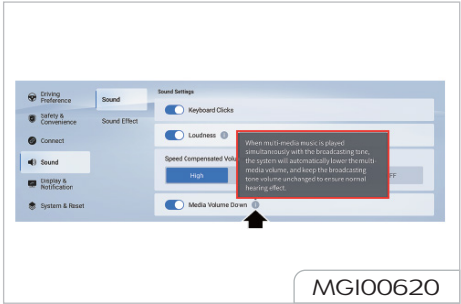 Driving
Preference
Safety &
Convenience
Connect
Sound
Display &
Notification
System & Reset
Sound
Sound Effect
Sound Settings
Keyboard Clicks
Loudness
When multi-media music is played
simultaneously with the broadcasting tone,
the system will automatically lower the multi-
media volume, and keep the broadcasting
tone volume unchanged to ensure normal
hearing effect.
Speed Compensated Volu
High
FF
Media Volume Down
MGI00620